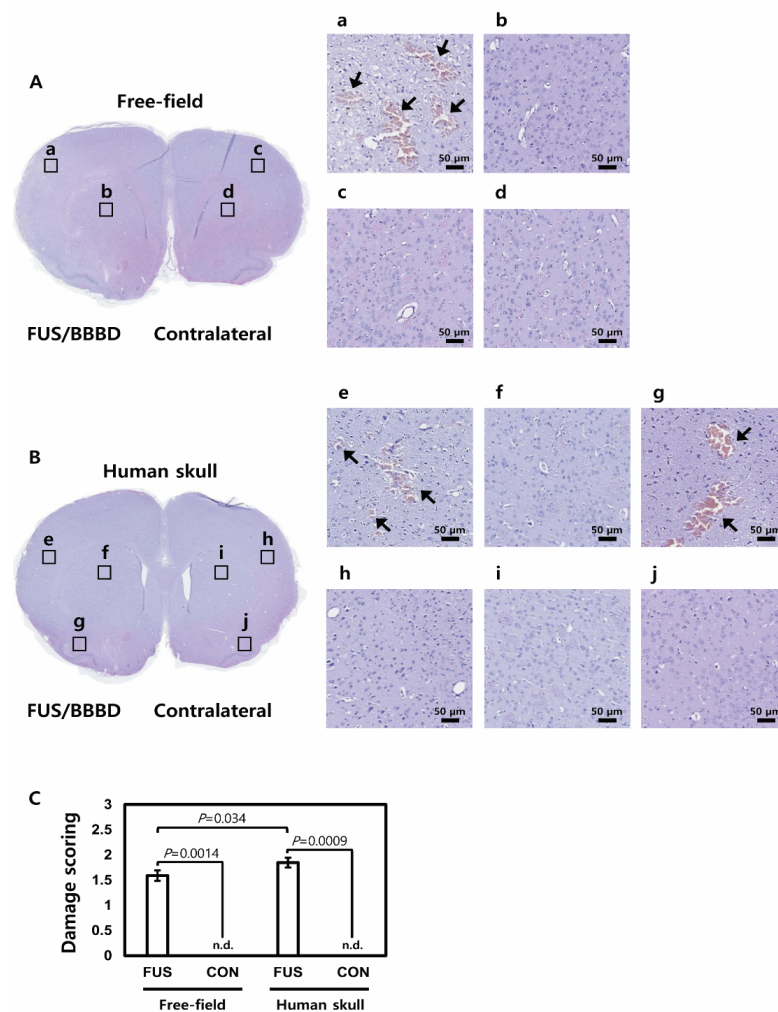 a
b
A
Free-field
50 µm
50 µm
a
c
b
d
c
d
FUS/BBBD
Contralateral
50 µm
50 µm
e
f
g
B
Human skull
50 µm
50 µm
50 µm
e
f
i
h
g
j
h
i
j
FUS/BBBD
Contralateral
50 µm
50 µm
50 µm
C
Damage scoring
3
2.5
2
1.5
1
0.5
0
P=0.034
P=0.0014
P=0.0009
n.d.
n.d.
FUS
CON
FUS
CON
Free-field
Human skull